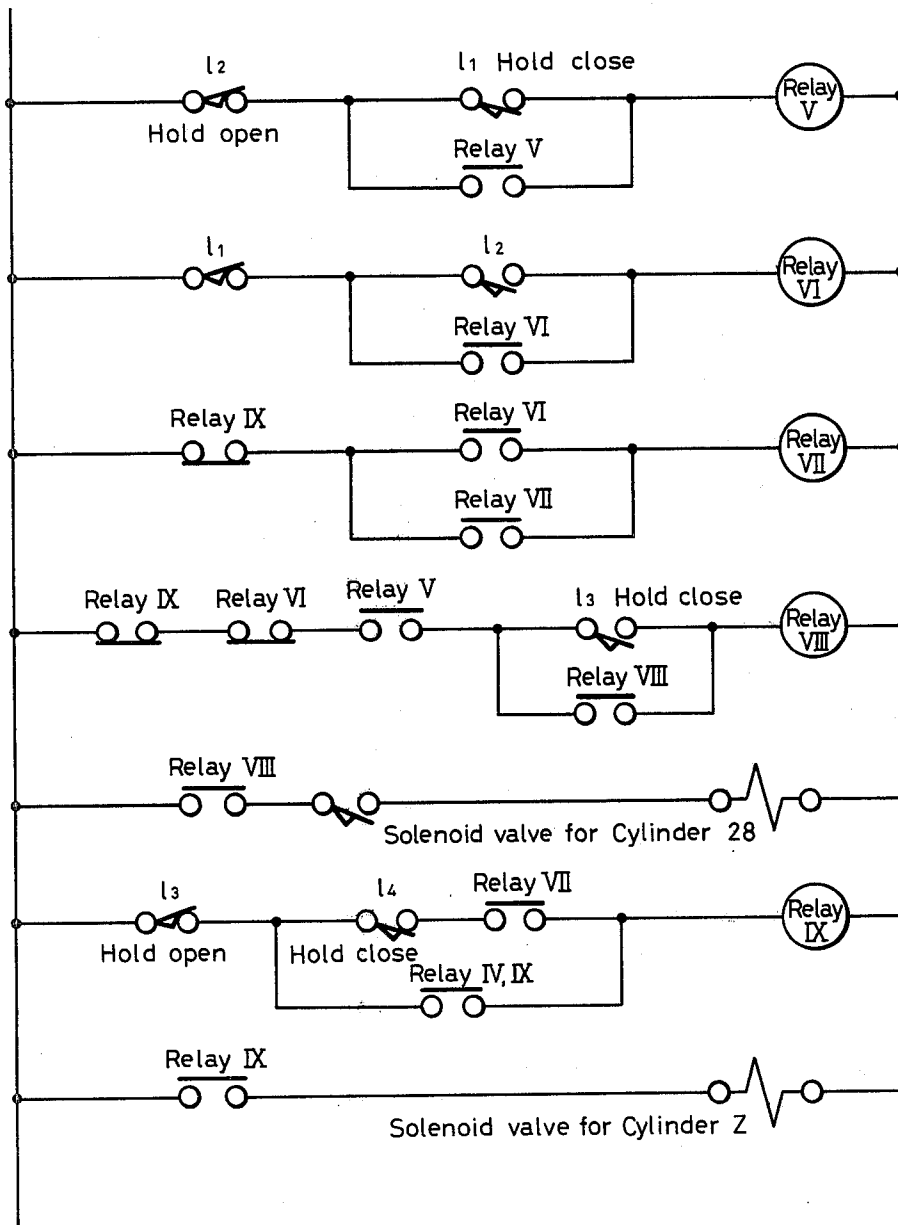 l2
l1 Hold close
Relay V
Hold open
Relay V
l1
l2
Relay VI
Relay VI
Relay IX
Relay VI
Relay VII
Relay VII
Relay IX
Relay VI
Relay V
l3 Hold close
Relay VIII
Relay VIII
Relay VIII
Solenoid valve for Cylinder 28
l3
l4
Relay VII
Relay IX
Hold open
Hold close
Relay IV, IX
Relay IX
Solenoid valve for Cylinder Z